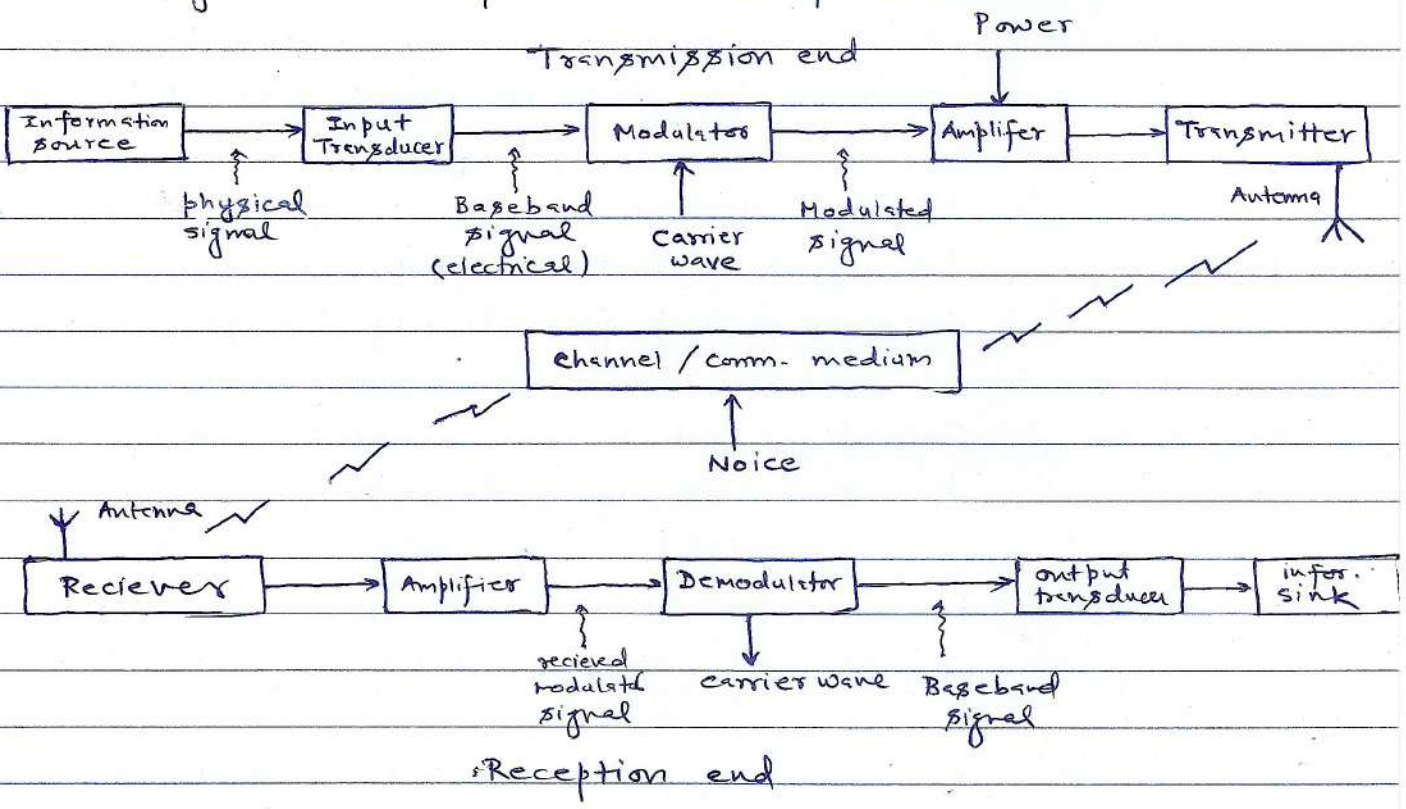 Power
Transmission end
Information
source
Input
Transducer
Modulator
Amplifer
Transmitter
physical
signal
Baseband
signal
(electrical)
carrier
wave
Modulated
signal
Antenna
channel / comm. medium
Noice
Antenna
Reciever
Amplifier
Demodulator
output
transducer
infor.
sink
recieved
modulatd
signal
carrier wave
Baseband
signal
Reception end